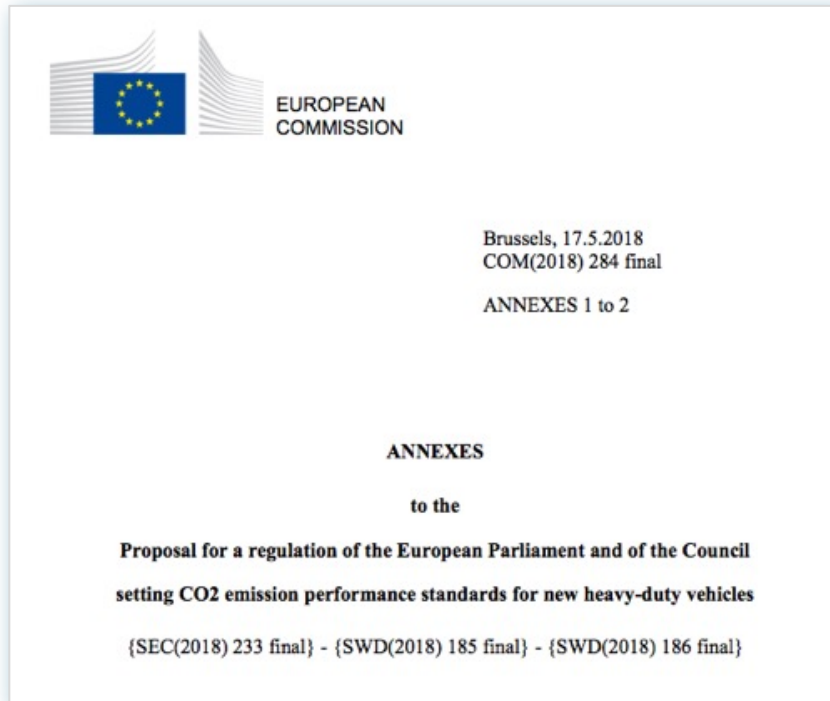 EUROPEAN
COMMISSION
Brussels, 17.5.2018
COM(2018) 284 final
ANNEXES 1 to 2
ANNEXES
to the
Proposal for a regulation of the European Parliament and of the Council
setting CO2 emission performance standards for new heavy-duty vehicles
{SEC(2018) 233 final} - {SWD(2018) 185 final} - {SWD(2018) 186 final}